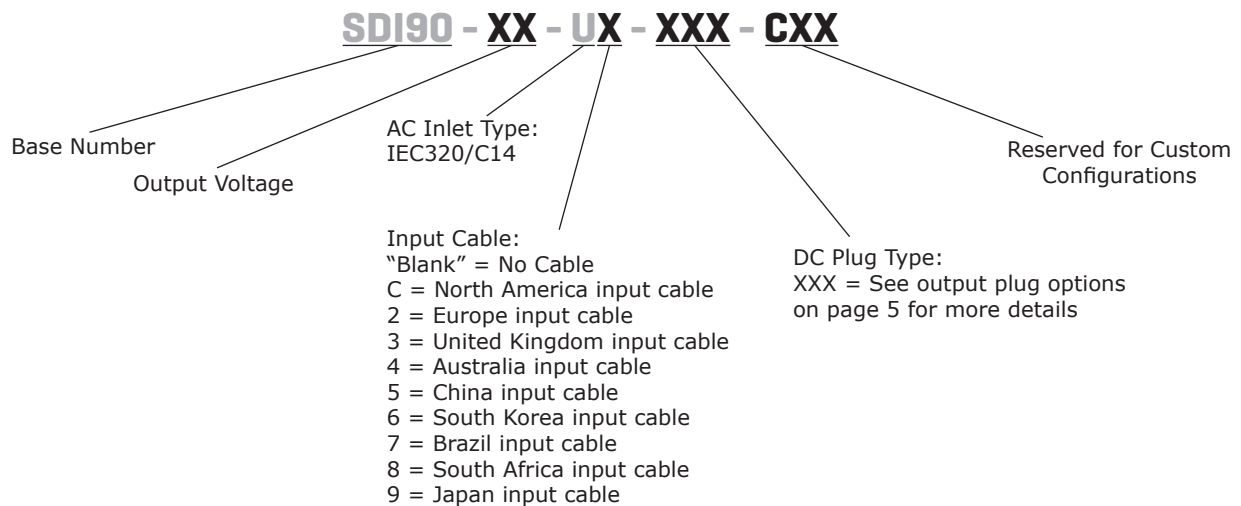 SDI90 - XX - UX - XXX - CXX
Base Number
Output Voltage
AC Inlet Type:
IEC320/C14
Input Cable:
“Blank” = No Cable
C = North America input cable
2 = Europe input cable
3 = United Kingdom input cable
4 = Australia input cable
5 = China input cable
6 = South Korea input cable
7 = Brazil input cable
8 = South Africa input cable
9 = Japan input cable
DC Plug Type:
XXX = See output plug options
on page 5 for more details
Reserved for Custom
Configurations